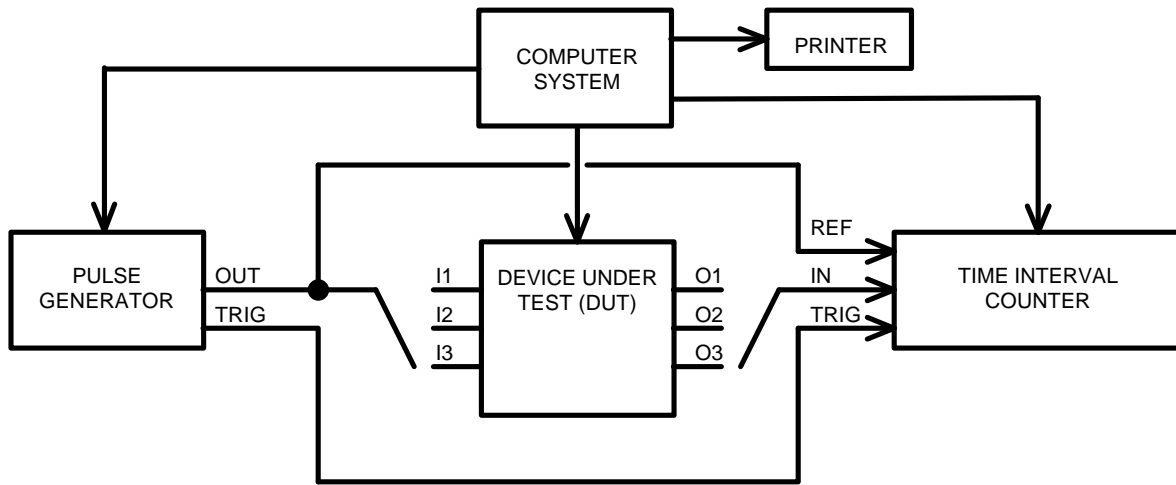 COMPUTER
SYSTEM
PRINTER
PULSE
GENERATOR
OUT
TRIG
I1
I2
I3
DEVICE UNDER
TEST (DUT)
O1
O2
O3
REF
IN
TRIG
TIME INTERVAL
COUNTER